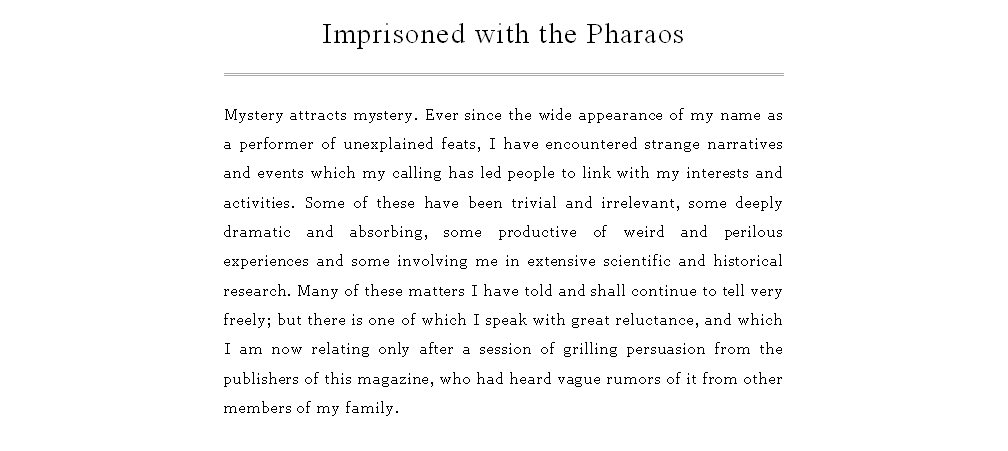 Imprisoned with the Pharaos
Mystery attracts mystery. Ever since the wide appearance of my name as
a performer of unexplained feats, I have encountered strange narratives
and events which my calling has led people to link with my interests and
activities. Some of these have been trivial and irrelevant, some deeply
dramatic and absorbing, some productive of weird and perilous
experiences and some involving me in extensive scientific and historical
research. Many of these matters I have told and shall continue to tell very
freely; but there is one of which I speak with great reluctance, and which
I am now relating only after a session of grilling persuasion from the
publishers of this magazine, who had heard vague rumors of it from other
members of my family.